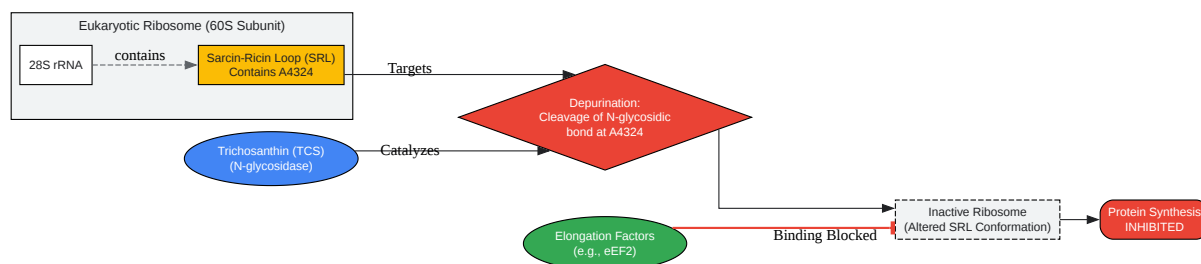 Eukaryotic Ribosome (60S Subunit)
28S rRNA
contains
Sarcin-Ricin Loop (SRL)
Contains A4324
Targets
Depurination:
Cleavage of N-glycosidic
bond at A4324
Trichosanthin (TCS)
(N-glycosidase)
Catalyzes
Elongation Factors
(e.g., eEF2)
Binding Blocked
Inactive Ribosome
(Altered SRL Conformation)
Protein Synthesis
INHIBITED